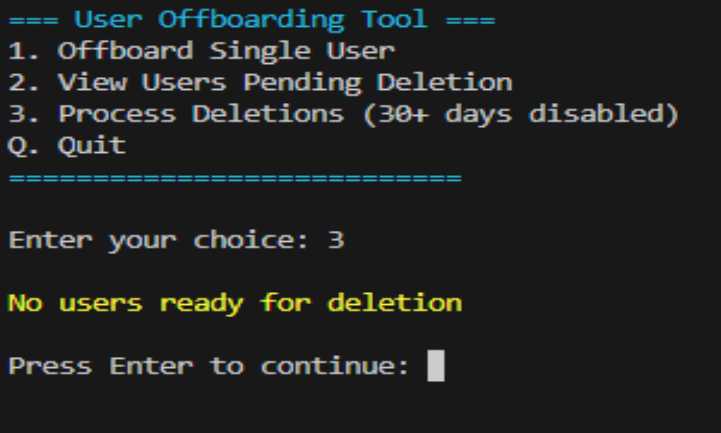 === User Offboarding Tool ===
1. Offboard Single User
2. View Users Pending Deletion
3. Process Deletions (30+ days disabled)
Q. Quit
===========================
Enter your choice: 3
No users ready for deletion
Press Enter to continue: